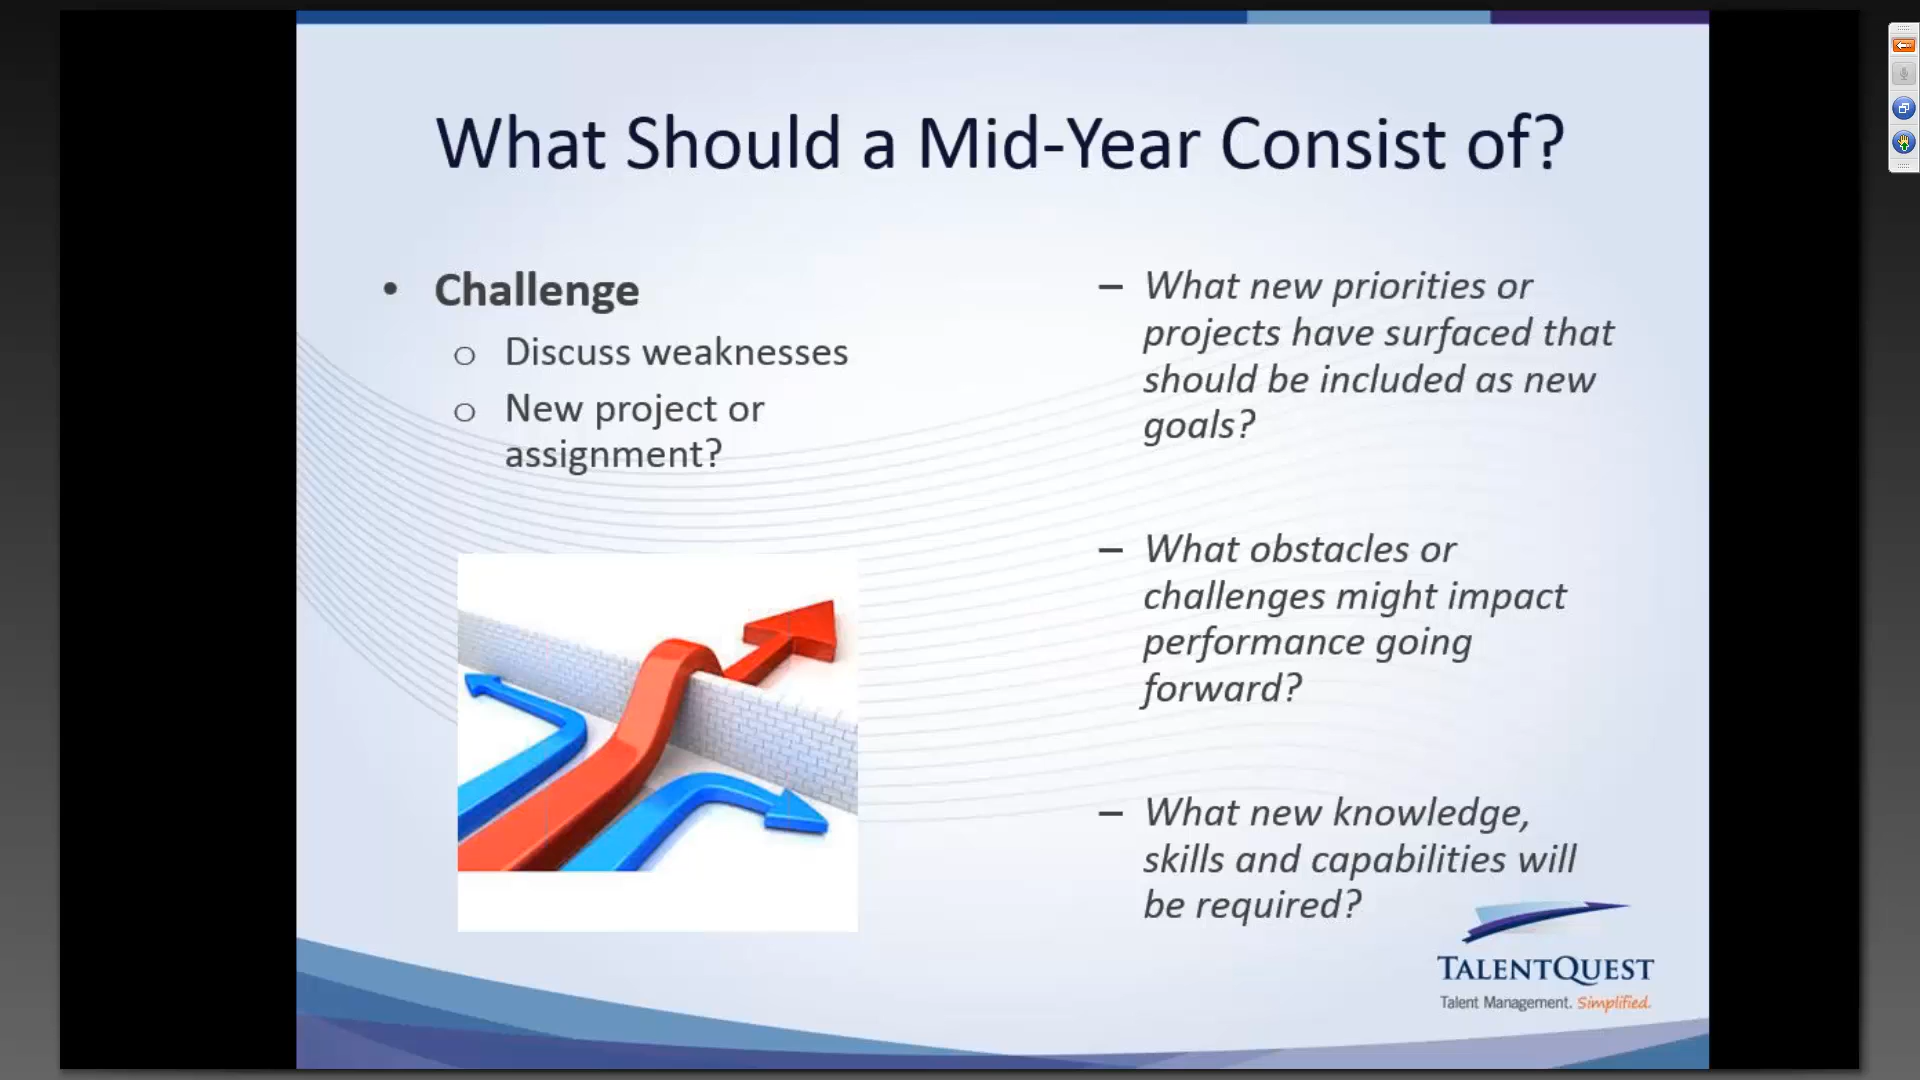 What Should a Mid-Year Consist of?
• Challenge
o Discuss weaknesses
o New project or
assignment?
– What new priorities or
projects have surfaced that
should be included as new
goals?
– What obstacles or
challenges might impact
performance going
forward?
– What new knowledge,
skills and capabilities will
be required?
TALENTQUEST
Talent Management. Simplified.